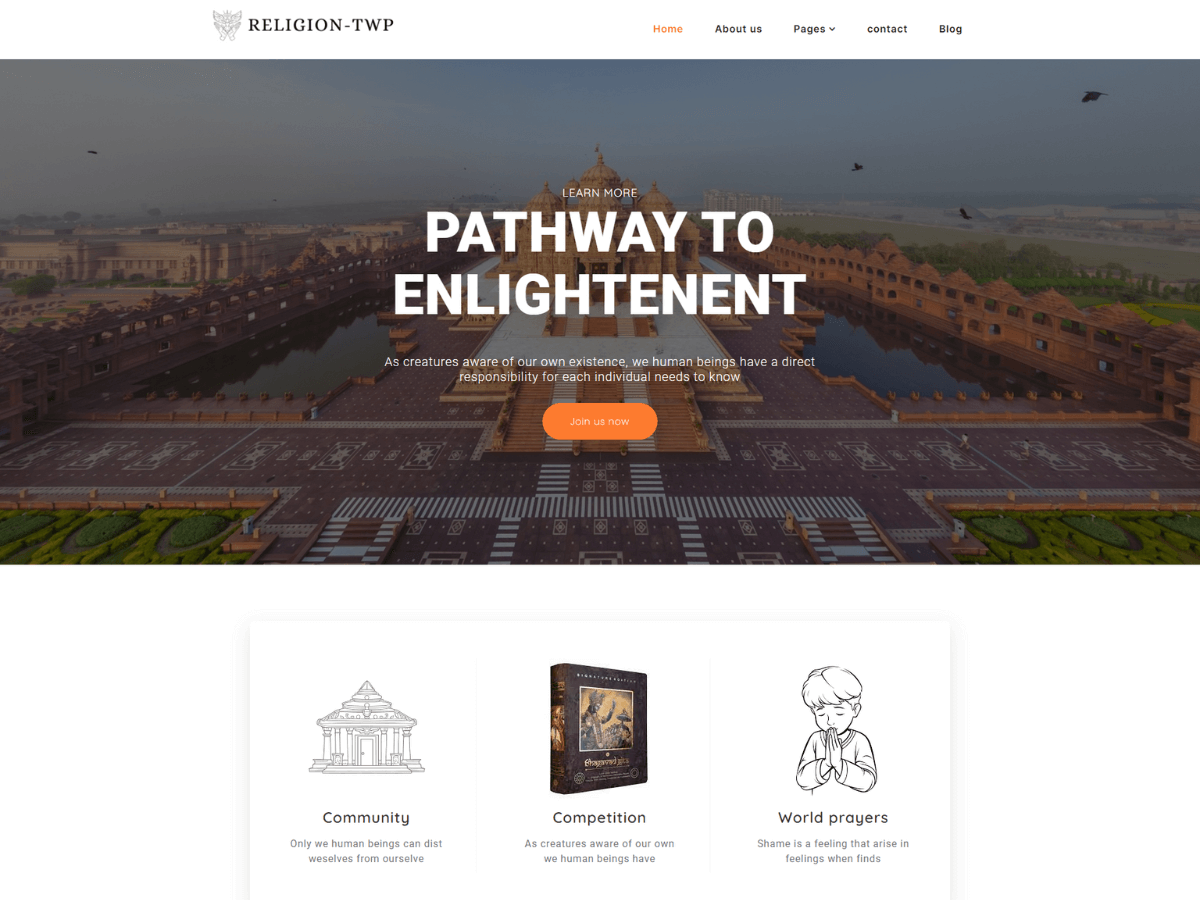 RELIGION-TWP
Home About us Pages contact Blog
LEARN MORE
PATHWAY TO
ENLIGHTENENT
As creatures aware of our own existence, we human beings have a direct
responsibility for each individual needs to know
Join us now
Bhagavad gita
Community
Only we human beings can dist
weselves from ourselve
Competition
As creatures aware of our own
we human beings have
World prayers
Shame is a feeling that arise in
feelings when finds